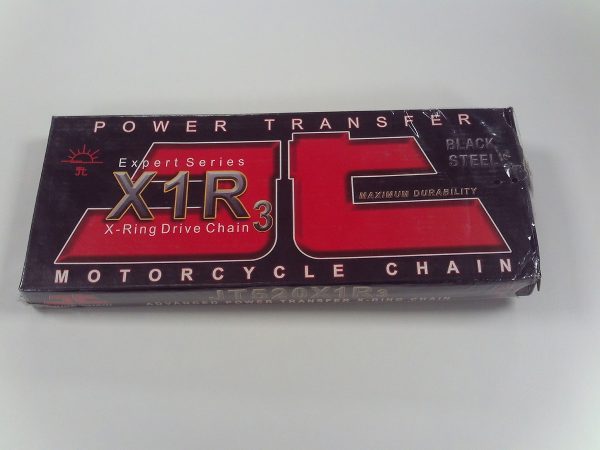 POWER TRANSFER
BLACK
STEEL
Expert Series
X1R3
X-Ring Drive Chain
MAXIMUM DURABILITY
MOTORCYCLE CHAIN
JT520X1R3
ADVANCED POWER TRANSFER X-RING CHAIN